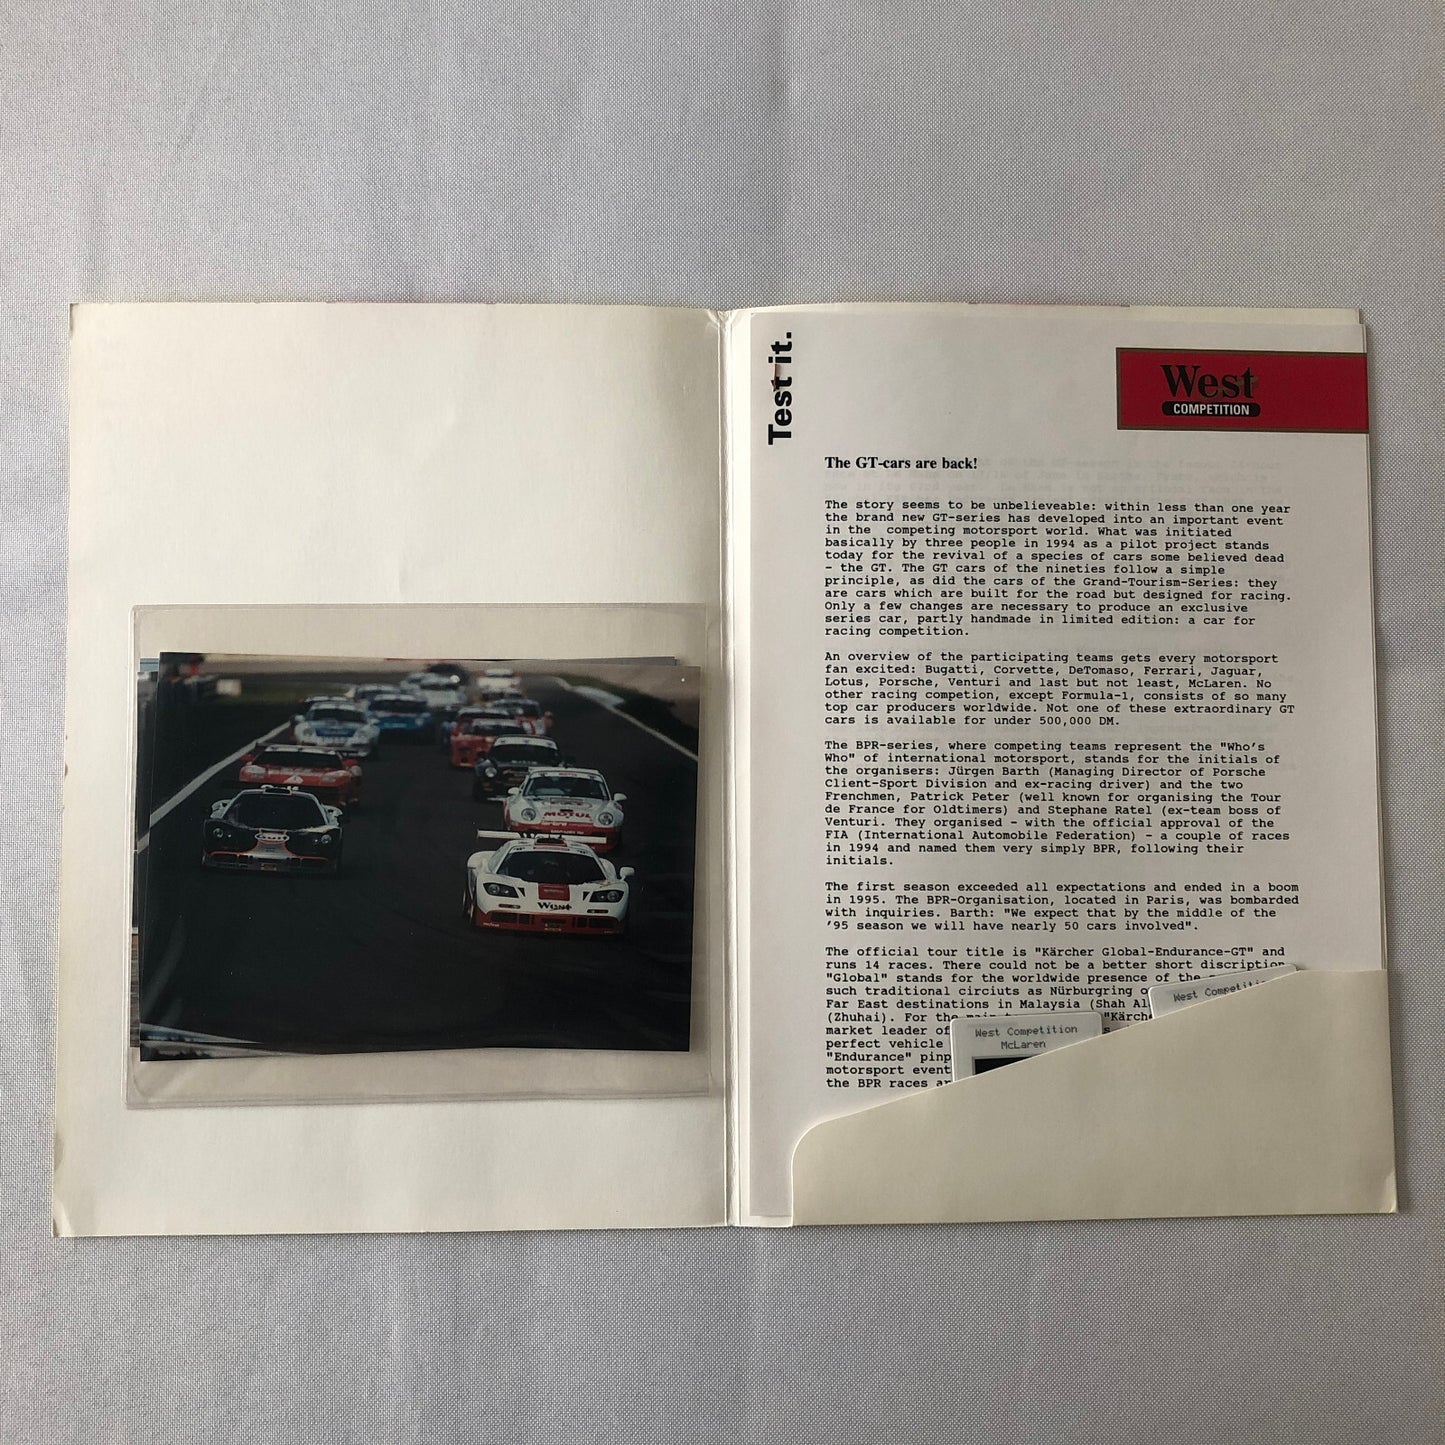 Test it.
West
COMPETITION
The GT-cars are back!
The story seems to be unbelieveable: within less than one year
the brand new GT-series has developed into an important event
in the  competing motorsport world. What was initiated
basically by three people in 1994 as a pilot project stands
today for the revival of a species of cars some believed dead
- the GT. The GT cars of the nineties follow a simple
principle, as did the cars of the Grand-Tourism-Series: they
are cars which are built for the road but designed for racing.
Only a few changes are necessary to produce an exclusive
series car, partly handmade in limited edition: a car for
racing competition.
An overview of the participating teams gets every motorsport
fan excited: Bugatti, Corvette, DeTomaso, Ferrari, Jaguar,
Lotus, Porsche, Venturi and last but not least, McLaren. No
other racing competion, except Formula-1, consists of so many
top car producers worldwide. Not one of these extraordinary GT
cars is available for under 500,000 DM.
The BPR-series, where competing teams represent the "Who's
Who" of international motorsport, stands for the initials of
the organisers: Jürgen Barth (Managing Director of Porsche
Client-Sport Division and ex-racing driver) and the two
Frenchmen, Patrick Peter (well known for organising the Tour
de France for Oldtimers) and Stephane Ratel (ex-team boss of
Venturi. They organised - with the official approval of the
FIA (International Automobile Federation) - a couple of races
in 1994 and named them very simply BPR, following their
initials.
The first season exceeded all expectations and ended in a boom
in 1995. The BPR-Organisation, located in Paris, was bombarded
with inquiries. Barth: "We expect that by the middle of the
'95 season we will have nearly 50 cars involved".
The official tour title is "Kärcher Global-Endurance-GT" and
runs 14 races. There could not be a better short discription
"Global" stands for the worldwide presence of the
such traditional circiuts as Nürburgring
Far East destinations in Malaysia (Shah
(Zhuhai). For the "Kärc
market leader of
perfect vehicle
"Endurance" pinp
motorsport event
the BPR races
West Competition
McLaren
West
MOTUL
West